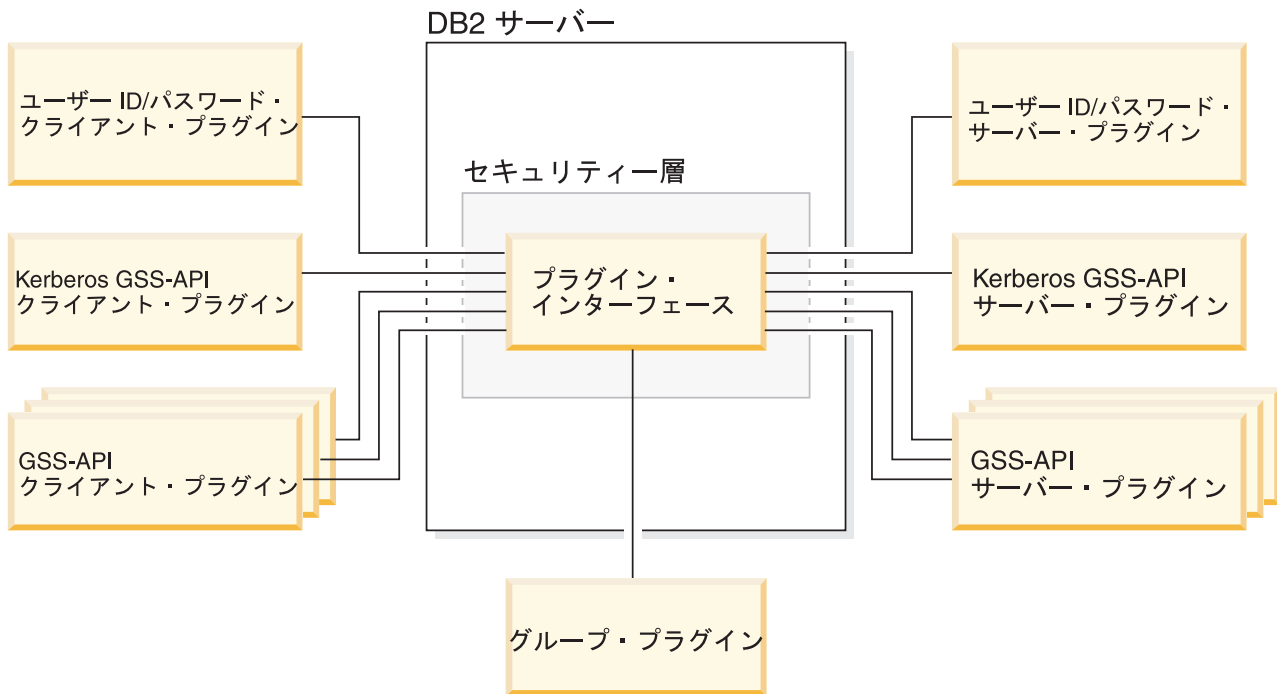 DB2 サーバー
ユーザー ID/パスワード・
クライアント・プラグイン
ユーザー ID/パスワード・
サーバー・プラグイン
セキュリティー層
Kerberos GSS-API
クライアント・プラグイン
プラグイン・
インターフェース
Kerberos GSS-API
サーバー・プラグイン
GSS-API
クライアント・プラグイン
GSS-API
サーバー・プラグイン
グループ・プラグイン